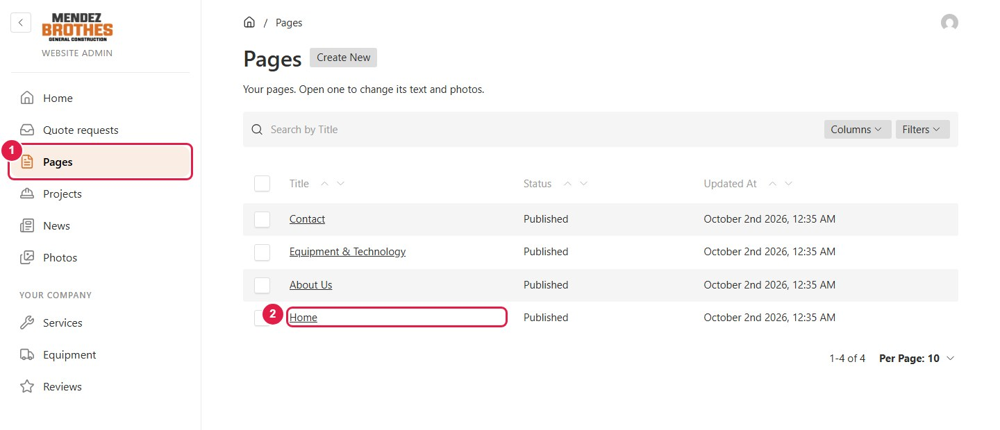 MENDEZ
BROTHES
GENERAL CONSTRUCTION
WEBSITE ADMIN
Home
Quote requests
1
Pages
Projects
News
Photos
YOUR COMPANY
Services
Equipment
Reviews
/ Pages
Pages Create New
Your pages. Open one to change its text and photos.
Search by Title Columns Filters
Title Status Updated At
Contact Published October 2nd 2026, 12:35 AM
Equipment & Technology Published October 2nd 2026, 12:35 AM
About Us Published October 2nd 2026, 12:35 AM
2 Home Published October 2nd 2026, 12:35 AM
1-4 of 4 Per Page: 10